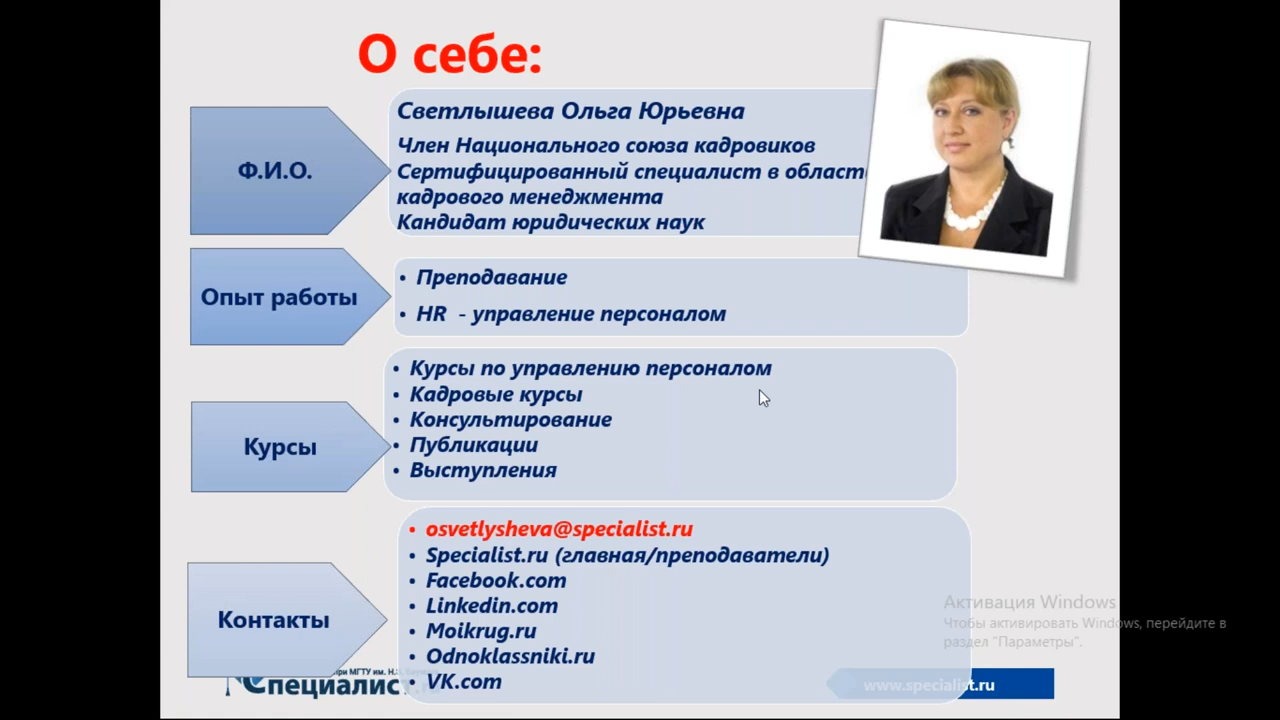 О себе:
Ф.И.О.
Светлышева Ольга Юрьевна
Член Национального союза кадровиков
Сертифицированный специалист в област
кадрового менеджмента
Кандидат юридических наук
Опыт работы
• Преподавание
• HR - управление персоналом
Курсы
• Курсы по управлению персоналом
• Кадровые курсы
• Консультирование
• Публикации
• Выступления
Контакты
• osvetlysheva@specialist.ru
• Specialist.ru (главная/преподаватели)
• Facebook.com
• Linkedin.com
• Moikrug.ru
• Odnoklassniki.ru
• VK.com
Активация Windows
Чтобы активировать Windows, перейдите в
раздел "Параметры".
при МГТУ им. Н.
Специалист
www.specialist.ru